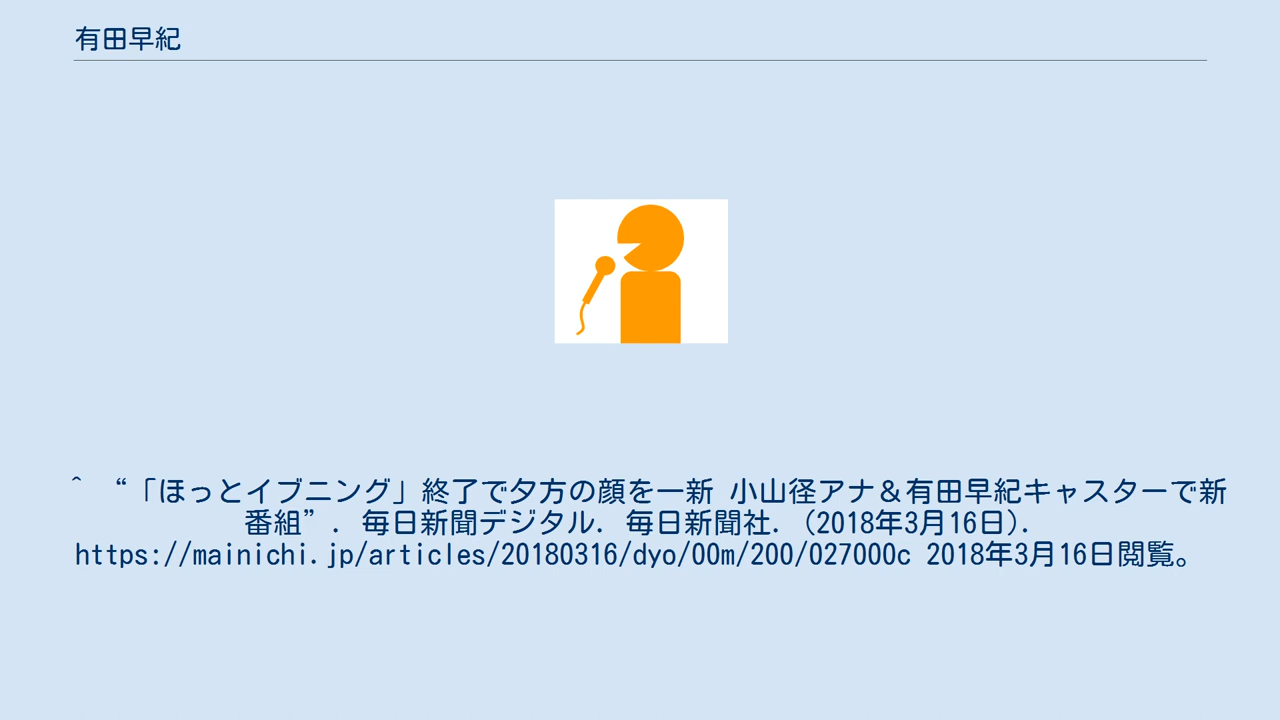 有田早紀
^ “「ほっとイブニング」終了で夕方の顔を一新 小山径アナ＆有田早紀キャスターで新
番組”. 毎日新聞デジタル. 毎日新聞社. (2018年3月16日).
https://mainichi.jp/articles/20180316/dyo/00m/200/027000c 2018年3月16日閲覧。